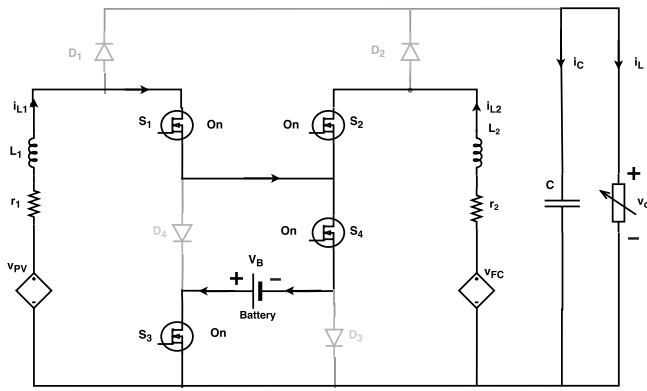 D1
D2
iL1
iC
iL
S1
On
On
S2
iL2
L1
L2
r1
C
+
vo
−
D4
On
S4
r2
vPV
+
VB
−
vFC
Battery
S3
On
D3